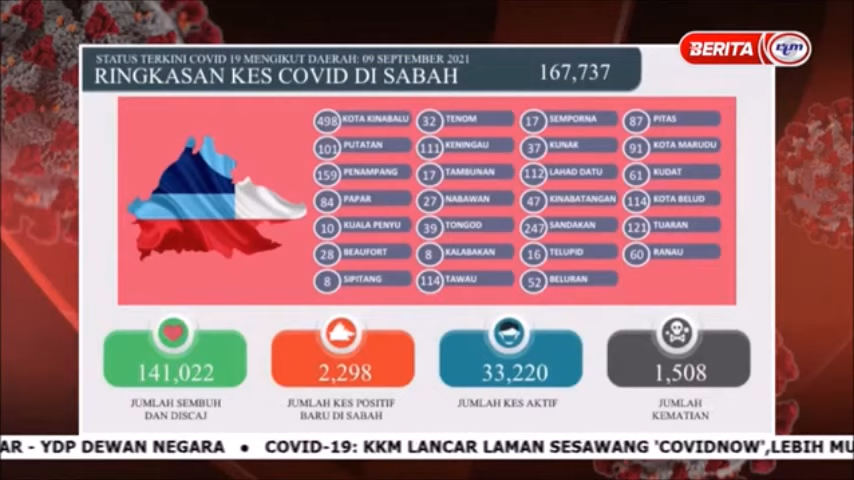 BERITA RTM
STATUS TERKINI COVID 19 MENGIKUT DAERAH: 09 SEPTEMBER 2021
RINGKASAN KES COVID DI SABAH 167,737
498 KOTA KINABALU 32 TENOM 17 SEMPORNA 87 PITAS
101 PUTATAN 111 KENINGAU 37 KUNAK 91 KOTA MARUDU
159 PENAMPANG 17 TAMBUNAN 112 LAHAD DATU 61 KUDAT
84 PAPAR 27 NABAWAN 47 KINABATANGAN 114 KOTA BELUD
10 KUALA PENYU 39 TONGOD 247 SANDAKAN 121 TUARAN
28 BEAUFORT 8 KALABAKAN 16 TELUPID 60 RANAU
8 SIPITANG 114 TAWAU 52 BELURAN
141,022 2,298 33,220 1,508
JUMLAH SEMBUH DAN DISCAJ
JUMLAH KES POSITIF BARU DI SABAH
JUMLAH KES AKTIF
JUMLAH KEMATIAN
AR - YDP DEWAN NEGARA ● COVID-19: KKM LANCAR LAMAN SESAWANG 'COVIDNOW',LEBIH MU